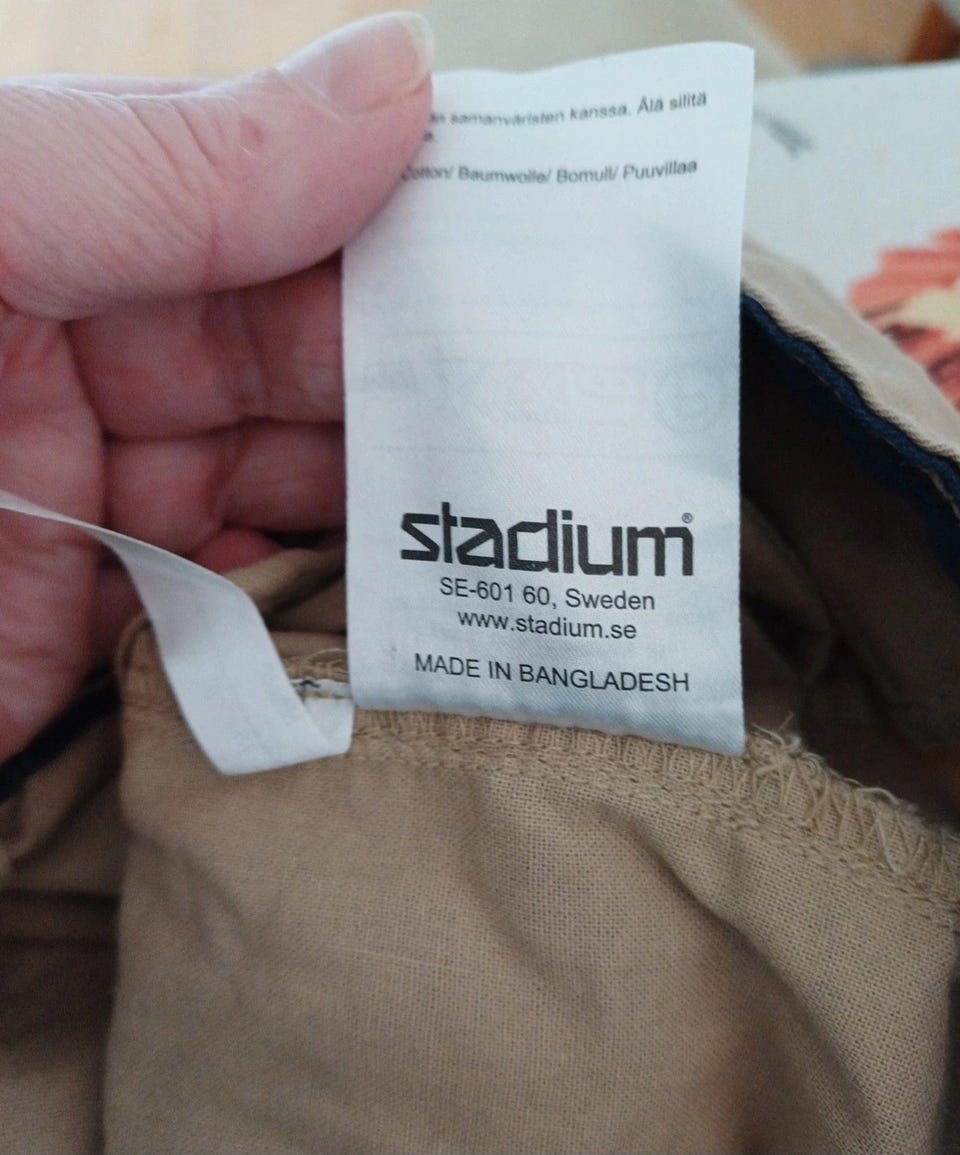 samanväristen kanssa. Älä silitä
Cotton/ Baumwolle/ Bomull/ Puuvillaa
stadium®
SE-601 60, Sweden
www.stadium.se
MADE IN BANGLADESH